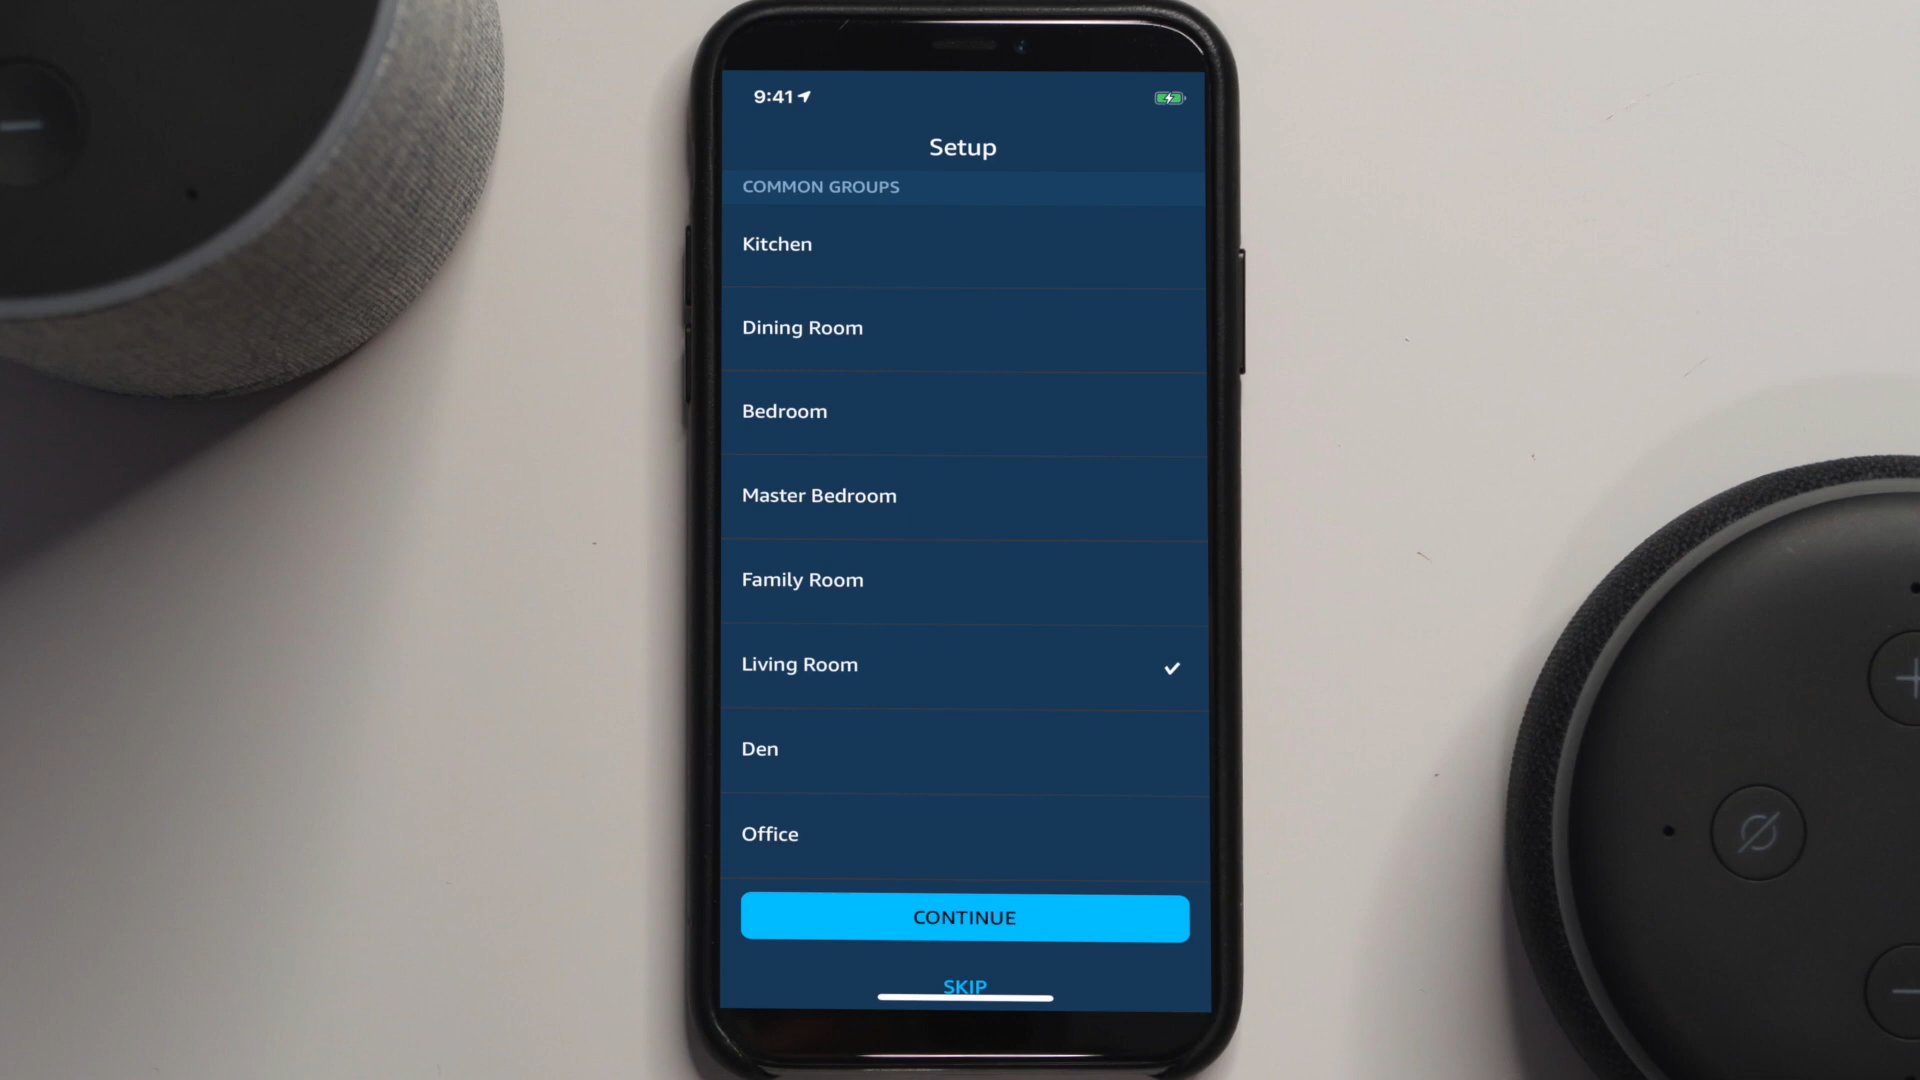 9:41
Setup
COMMON GROUPS
Kitchen
Dining Room
Bedroom
Master Bedroom
Family Room
Living Room
Den
Office
CONTINUE
SKIP